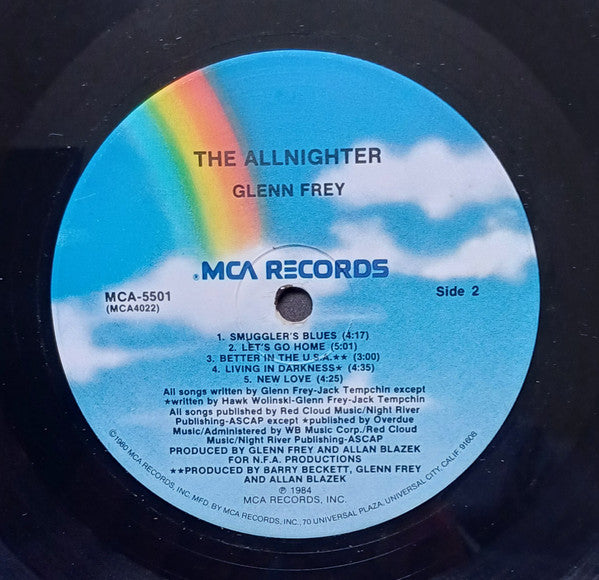 THE ALLNIGHTER
GLENN FREY
®MCA RECORDS
MCA-5501
(MCA4022)
Side 2
1. SMUGGLER'S BLUES (4:17)
2. LET'S GO HOME (5:01)
3. BETTER IN THE U.S.A.★★ (3:00)
4. LIVING IN DARKNESS★ (4:35)
5. NEW LOVE (4:25)
All songs written by Glenn Frey-Jack Tempchin except
★written by Hawk Wolinski-Glenn Frey-Jack Tempchin
All songs published by Red Cloud Music/Night River
Publishing-ASCAP except ★published by Overdue
Music/Administered by WB Music Corp./Red Cloud
Music/Night River Publishing-ASCAP
PRODUCED BY GLENN FREY AND ALLAN BLAZEK
FOR N.F.A. PRODUCTIONS
★★PRODUCED BY BARRY BECKETT, GLENN FREY
AND ALLAN BLAZEK
℗ 1984
MCA RECORDS, INC.
©1980 MCA RECORDS, INC. MFD. BY MCA RECORDS, INC., 70 UNIVERSAL PLAZA, UNIVERSAL CITY, CALIF. 91608